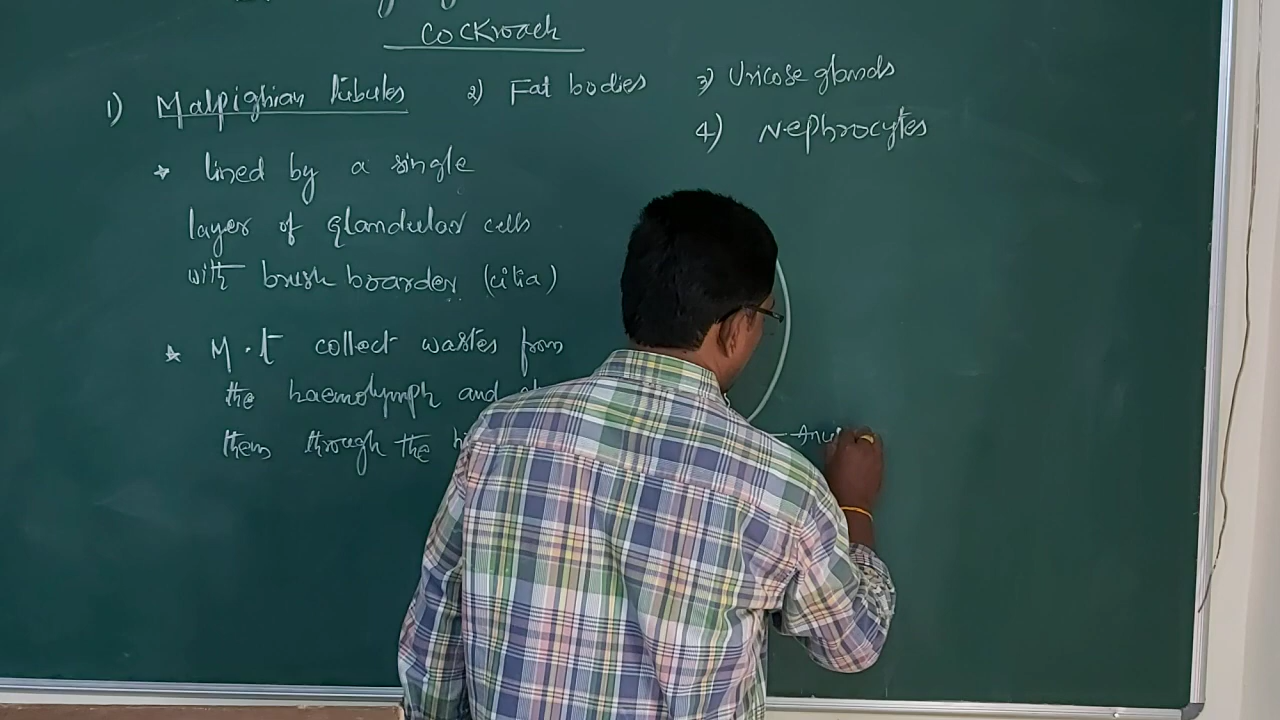 cockroach
1) Malpighian tubules 2) Fat bodies 3) Uricose glands
4) Nephrocytes
* lined by a single
layer of glandular cells
with brush boarder (cilia)
* M.t collect wastes from
the haemolymph and
them through the